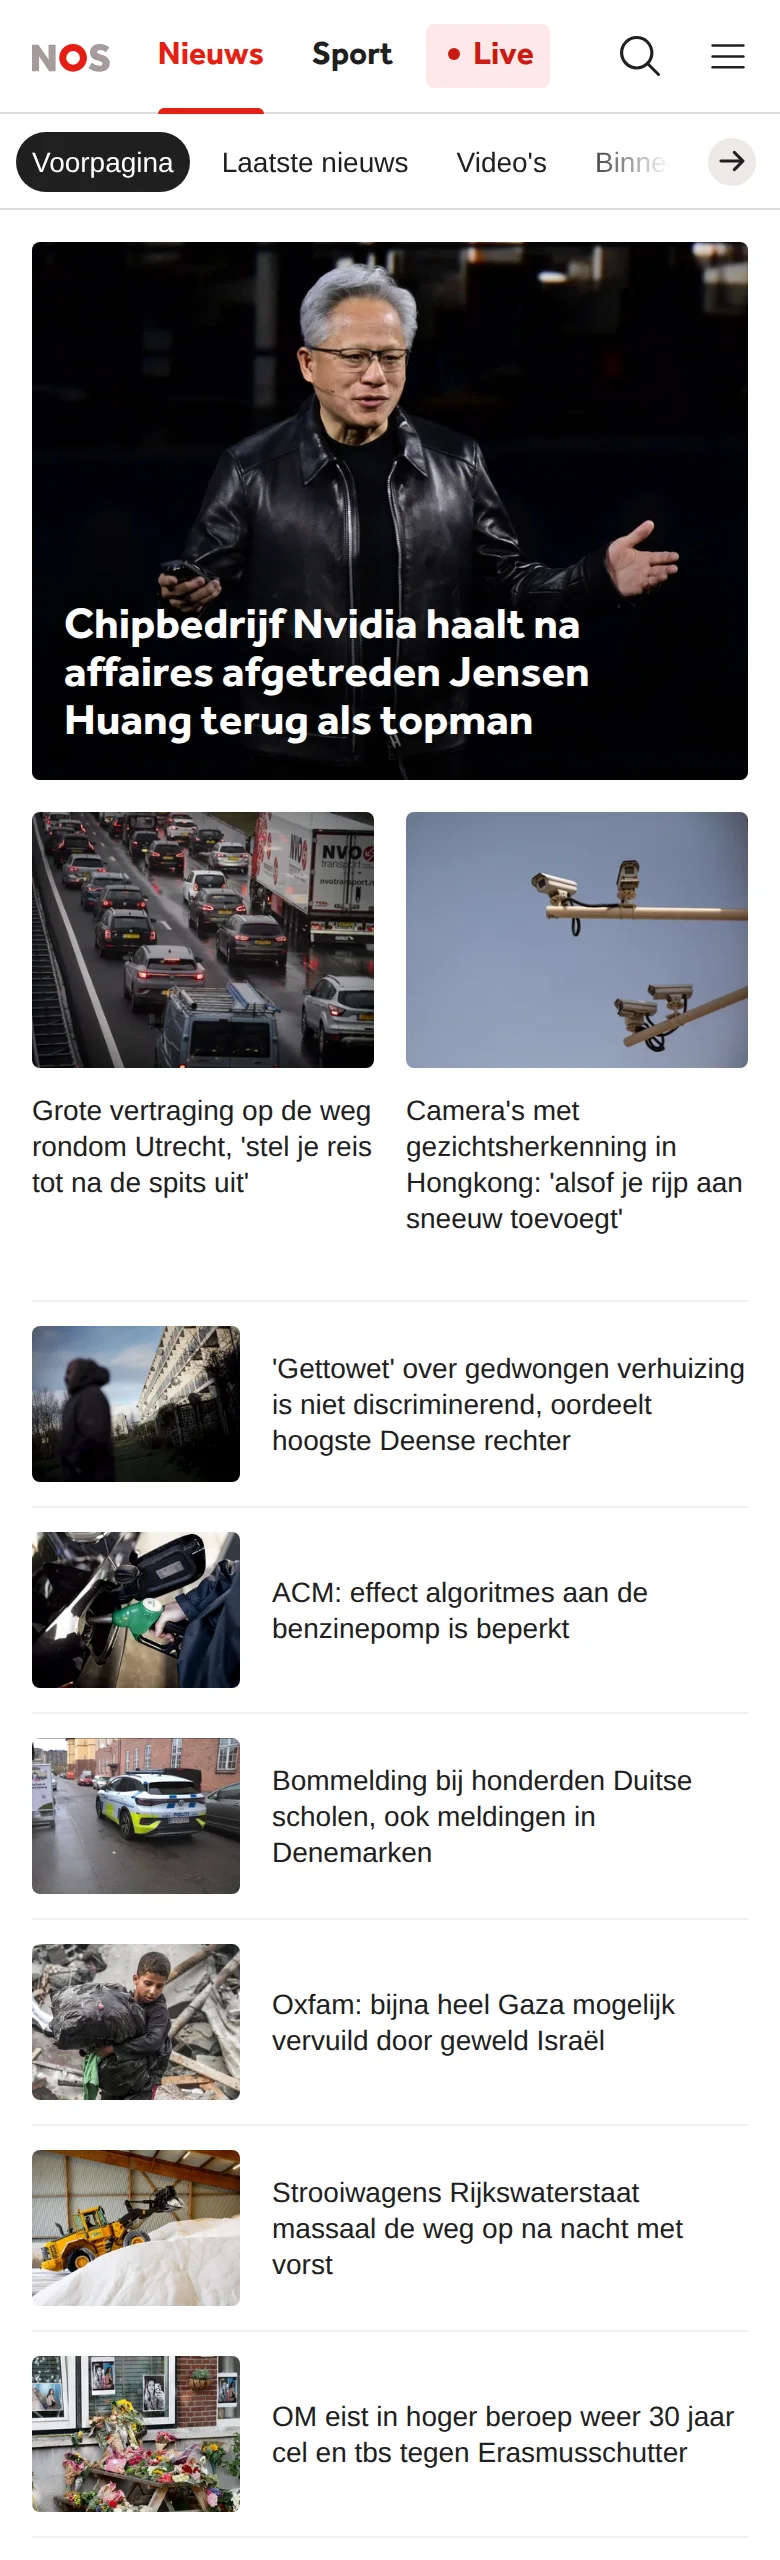 NOS
Nieuws
Sport
Live
Voorpagina
Laatste nieuws
Video's
Binne
Chipbedrijf Nvidia haalt na
affaires afgetreden Jensen
Huang terug als topman
NVO
transport
nvotransport.n
Grote vertraging op de weg
rondom Utrecht, 'stel je reis
tot na de spits uit'
Camera's met
gezichtsherkenning in
Hongkong: 'alsof je rijp aan
sneeuw toevoegt'
'Gettowet' over gedwongen verhuizing
is niet discriminerend, oordeelt
hoogste Deense rechter
ACM: effect algoritmes aan de
benzinepomp is beperkt
POLITI
Bommelding bij honderden Duitse
scholen, ook meldingen in
Denemarken
Oxfam: bijna heel Gaza mogelijk
vervuild door geweld Israël
Strooiwagens Rijkswaterstaat
massaal de weg op na nacht met
vorst
OM eist in hoger beroep weer 30 jaar
cel en tbs tegen Erasmusschutter